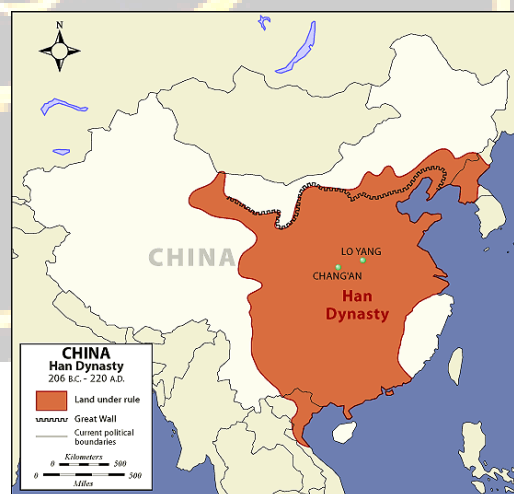 N
CHINA
LO YANG
CHANG'AN
Han
Dynasty
CHINA
Han Dynasty
206 B.C. - 220 A.D.
Land under rule
Great Wall
Current political
boundaries
Kilometers
0 500
0 500
Miles